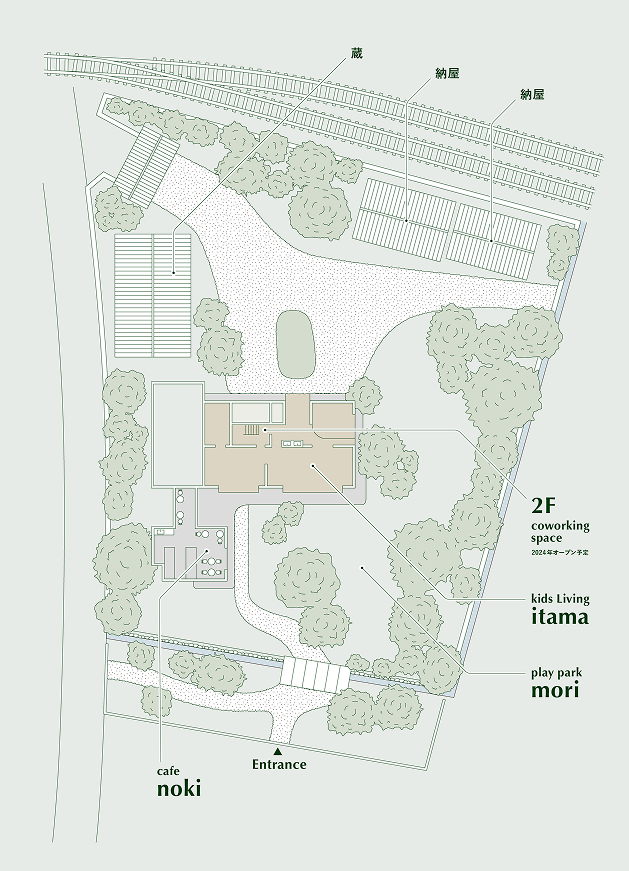 蔵
納屋
納屋
2F
coworking
space
2024年オープン予定
kids Living
itama
play park
mori
Entrance
cafe
noki